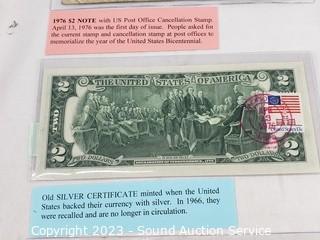 1976 $2 NOTE with US Post Office Cancellation Stamp.
April 13, 1976 was the first day of issue. People asked for
the current stamp and cancellation stamp at post offices to
memorialize the year of the United States Bicentennial.
THE UNITED STATES OF AMERICA
2
2
TWO
2
2
TWO DOLLARS
TWO DOLLARS
Old SILVER CERTIFICATE minted when the United
States backed their currency with silver. In 1966, they
were recalled and are no longer in circulation.
Copyright 2023 - Sound Auction Service